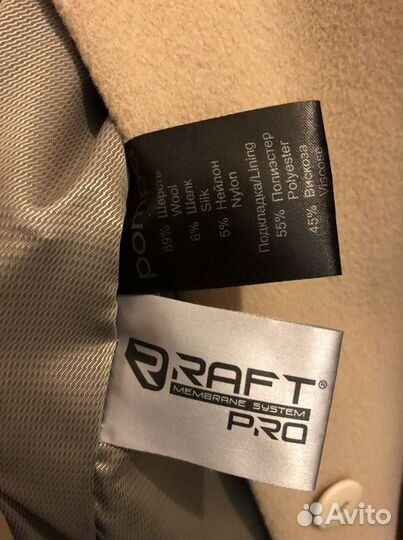 pompa
89% Шерсть
Wool
6% Шелк
Silk
5% Нейлон
Nylon
Подкладка/Lining
55% Полиэстер
Polyester
45% Вискоза
Viscose
RAFT®
MEMBRANE SYSTEM
PRO
Avito